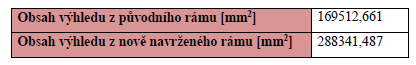 Obsah výhledu z původního rámu [mm²] 169512,661
Obsah výhledu z nově navrženého rámu [mm²] 288341,487